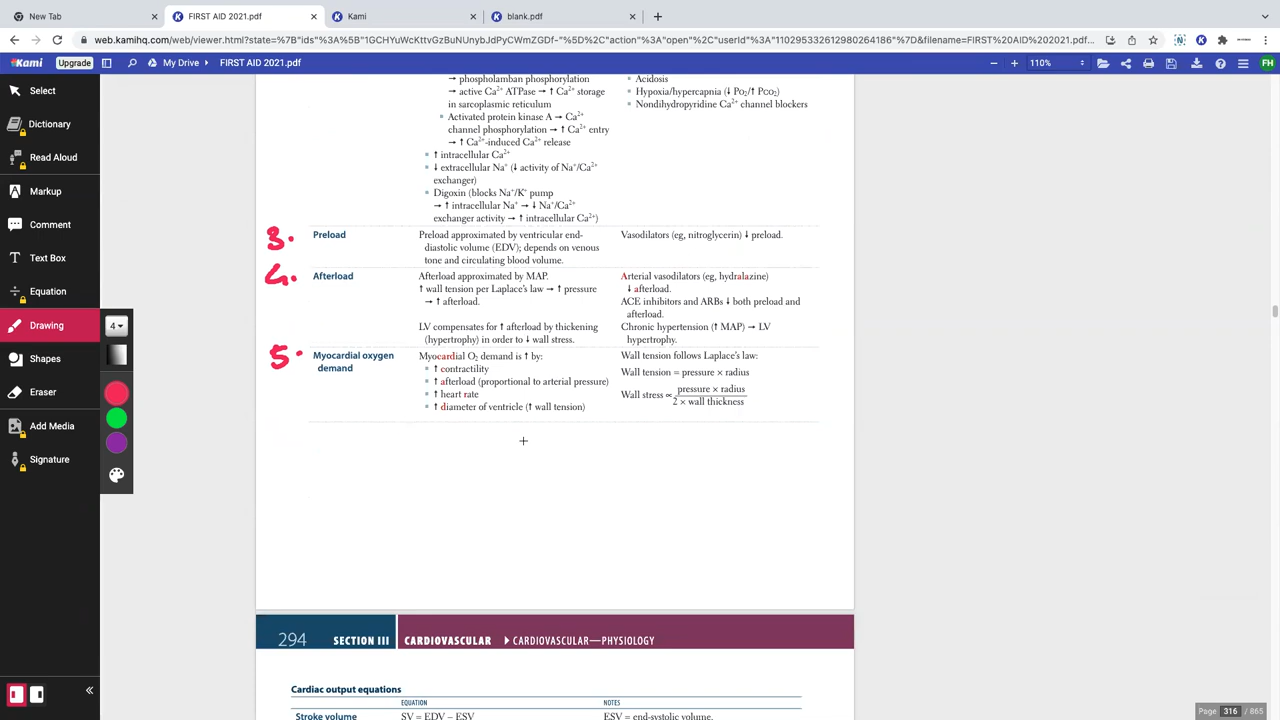 New Tab
FIRST AID 2021.pdf
Kami
blank.pdf
web.kamihq.com/web/viewer.html?state=%7B"ids"%3A%5B"1GCHYuWcKttvGzBuNUnybJdPyCWmZGDf-"%5D%2C"action"%3A"open"%2C"userId"%3A"110295332612980264186"%7D&filename=FIRST%20AID%202021.pdf...
Kami
Upgrade
My Drive
FIRST AID 2021.pdf
110%
FH
Select
Dictionary
Read Aloud
Markup
Comment
Text Box
Equation
Drawing
4
Shapes
Eraser
Add Media
Signature
→ phospholamban phosphorylation
→ active Ca²⁺ ATPase → ↑ Ca²⁺ storage
in sarcoplasmic reticulum
▪ Activated protein kinase A → Ca²⁺
channel phosphorylation → ↑ Ca²⁺ entry
→ ↑ Ca²⁺-induced Ca²⁺ release
▪ ↑ intracellular Ca²⁺
▪ ↓ extracellular Na⁺ (↓ activity of Na⁺/Ca²⁺
exchanger)
▪ Digoxin (blocks Na⁺/K⁺ pump
→ ↑ intracellular Na⁺ → ↓ Na⁺/Ca²⁺
exchanger activity → ↑ intracellular Ca²⁺)
▪ Acidosis
▪ Hypoxia/hypercapnia (↓ PO₂/↑ PCO₂)
▪ Nondihydropyridine Ca²⁺ channel blockers
3.
Preload
Preload approximated by ventricular end-
diastolic volume (EDV); depends on venous
tone and circulating blood volume.
Vasodilators (eg, nitroglycerin) ↓ preload.
4.
Afterload
Afterload approximated by MAP.
↑ wall tension per Laplace's law → ↑ pressure
→ ↑ afterload.
LV compensates for ↑ afterload by thickening
(hypertrophy) in order to ↓ wall stress.
Arterial vasodilators (eg, hydralazine)
↓ afterload.
ACE inhibitors and ARBs ↓ both preload and
afterload.
Chronic hypertension (↑ MAP) → LV
hypertrophy.
5.
Myocardial oxygen
demand
Myocardial O₂ demand is ↑ by:
▪ ↑ contractility
▪ ↑ afterload (proportional to arterial pressure)
▪ ↑ heart rate
▪ ↑ diameter of ventricle (↑ wall tension)
Wall tension follows Laplace's law:
Wall tension = pressure × radius
Wall stress ∝ pressure × radius / 2 × wall thickness
294 SECTION III CARDIOVASCULAR ▶ CARDIOVASCULAR—PHYSIOLOGY
Cardiac output equations
EQUATION NOTES
Stroke volume SV = EDV − ESV ESV = end-systolic volume.
Page 316 / 865